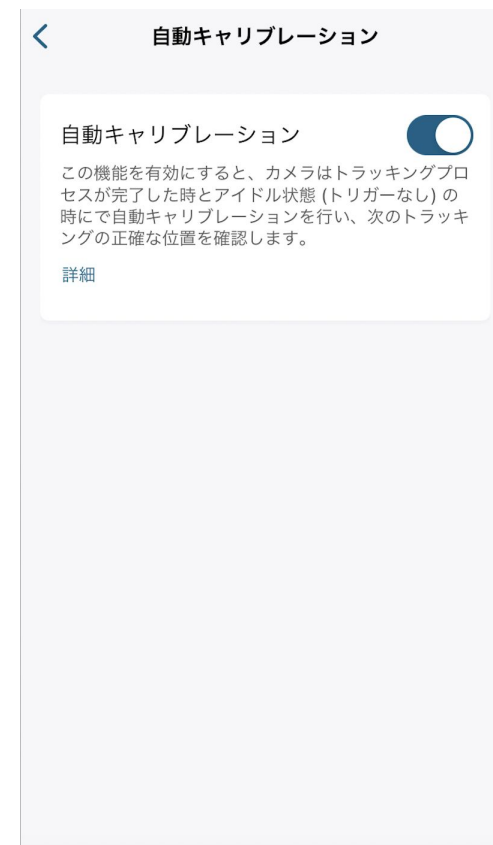 自動キャリブレーション
自動キャリブレーション
この機能を有効にすると、カメラはトラッキングプロ
セスが完了した時とアイドル状態 (トリガーなし) の
時にで自動キャリブレーションを行い、次のトラッキ
ングの正確な位置を確認します。
詳細